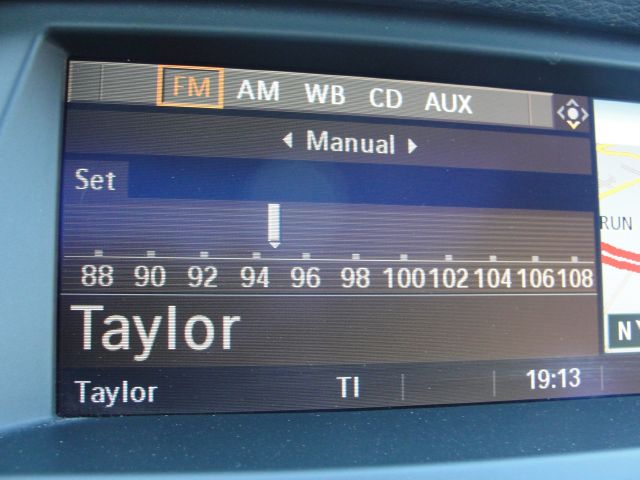 FM AM WB CD AUX
Manual
Set
RUN
88 90 92 94 96 98 100 102 104 106 108
Taylor
NY
Taylor TI 19:13